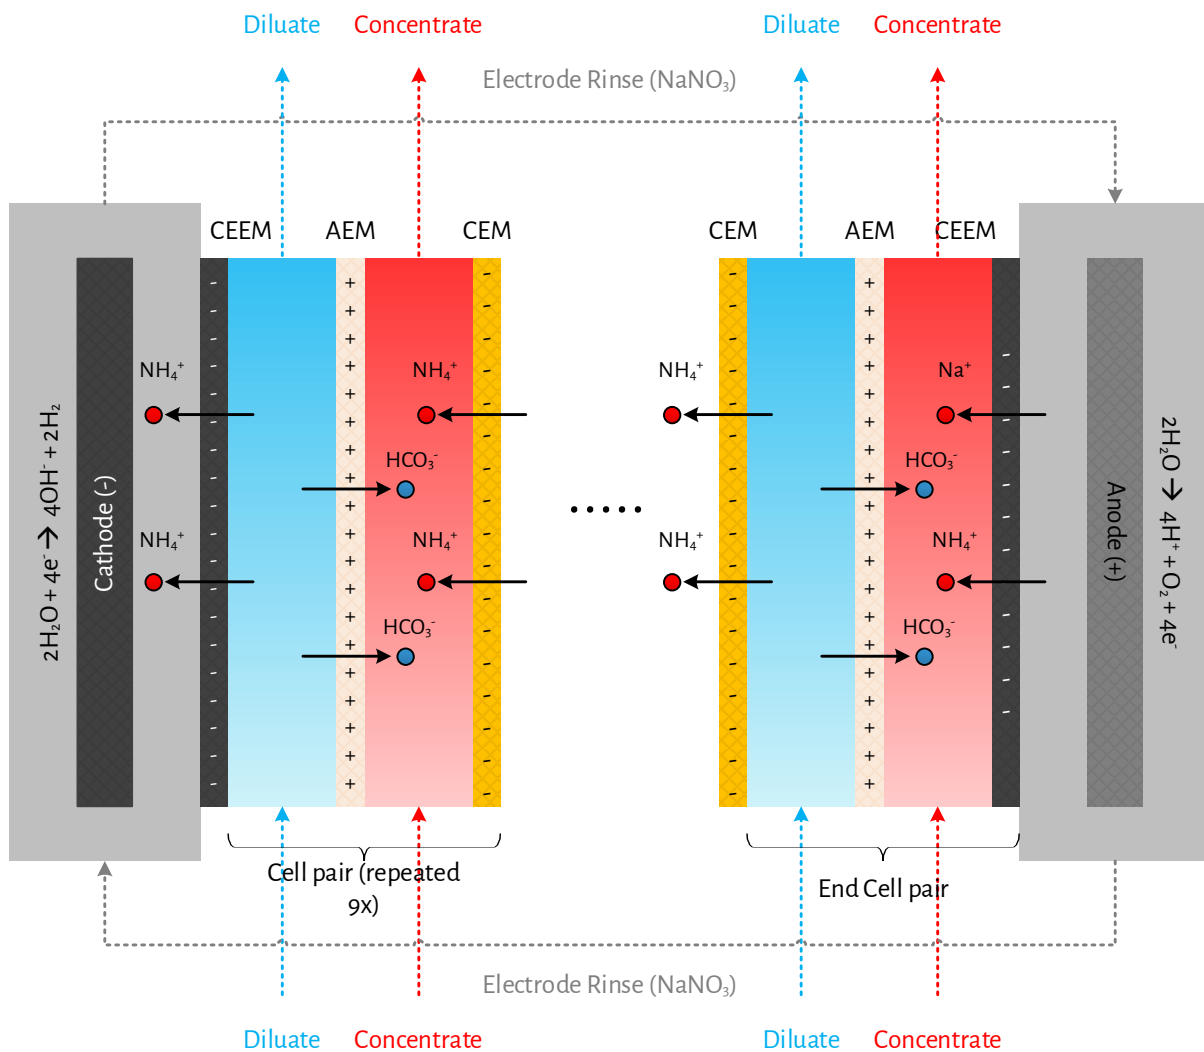 Diluate Concentrate Diluate Concentrate
Electrode Rinse (NaNO₃)
CEEM AEM CEM CEM AEM CEEM
NH₄⁺ NH₄⁺ NH₄⁺ Na⁺
HCO₃⁻ HCO₃⁻
NH₄⁺ NH₄⁺ NH₄⁺ NH₄⁺
HCO₃⁻ HCO₃⁻
2H₂O + 4e⁻ → 4OH⁻ + 2H₂
Cathode (-)
.....
Anode (+)
2H₂O → 4H⁺ + O₂ + 4e⁻
Cell pair (repeated
9x)
End Cell pair
Electrode Rinse (NaNO₃)
Diluate Concentrate Diluate Concentrate